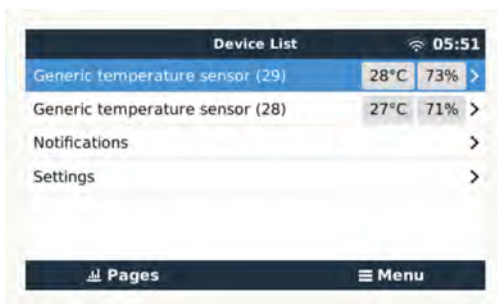 Device List 05:51
Generic temperature sensor (29) 28°C 73%
Generic temperature sensor (28) 27°C 71%
Notifications
Settings
Pages Menu